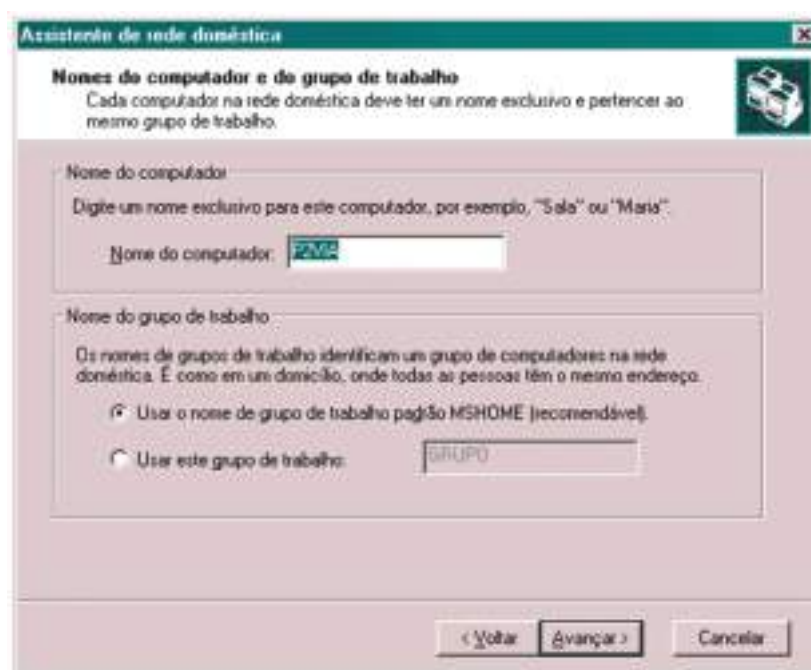 Assistente de rede doméstica
Nomes do computador e do grupo de trabalho
Cada computador na rede doméstica deve ter um nome exclusivo e pertencer ao
mesmo grupo de trabalho.
Nome do computador
Digite um nome exclusivo para este computador, por exemplo, "Sala" ou "Maria".
Nome do computador:
Nome do grupo de trabalho
Os nomes de grupos de trabalho identificam um grupo de computadores na rede
doméstica. É como em um domicílio, onde todas as pessoas têm o mesmo endereço.
Usar o nome de grupo de trabalho padrão MSHOME (recomendável).
Usar este grupo de trabalho:
GRUPO
< Voltar
Avançar >
Cancelar